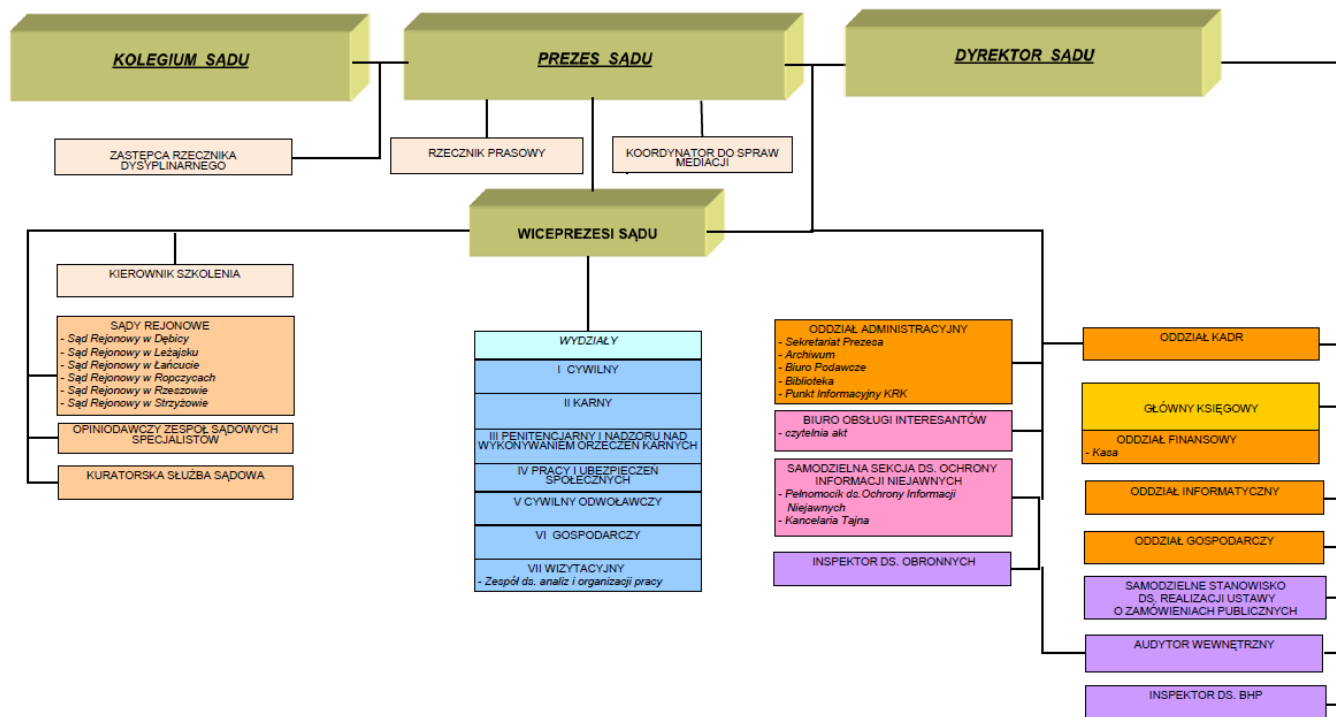 KOLEGIUM SĄDU
PREZES SĄDU
DYREKTOR SĄDU
ZASTĘPCA RZECZNIKA
DYSYPLINARNEGO
RZECZNIK PRASOWY
KOORDYNATOR DO SPRAW
MEDIACJI
WICEPREZESI SĄDU
KIEROWNIK SZKOLENIA
SĄDY REJONOWE
- Sąd Rejonowy w Dębicy
- Sąd Rejonowy w Leżajsku
- Sąd Rejonowy w Łańcucie
- Sąd Rejonowy w Ropczycach
- Sąd Rejonowy w Rzeszowie
- Sąd Rejonowy w Strzyżowie
OPINIODAWCZY ZESPÓŁ SĄDOWYCH
SPECJALISTÓW
KURATORSKA SŁUŻBA SĄDOWA
WYDZIAŁY
I CYWILNY
II KARNY
III PENITENCJARNY I NADZORU NAD
WYKONYWANIEM ORZECZEŃ KARNYCH
IV PRACY I UBEZPIECZEŃ
SPOŁECZNYCH
V CYWILNY ODWOŁAWCZY
VI GOSPODARCZY
VII WIZYTACYJNY
- Zespół ds. analiz i organizacji pracy
ODDZIAŁ ADMINISTRACYJNY
- Sekretariat Prezesa
- Archiwum
- Biuro Podawcze
- Biblioteka
- Punkt Informacyjny KRK
BIURO OBSŁUGI INTERESANTÓW
- czytelnia akt
SAMODZIELNA SEKCJA DS. OCHRONY
INFORMACJI NIEJAWNYCH
- Pełnomocik ds. Ochrony Informacji
Niejawnych
- Kancelaria Tajna
INSPEKTOR DS. OBRONNYCH
ODDZIAŁ KADR
GŁÓWNY KSIĘGOWY
ODDZIAŁ FINANSOWY
- Kasa
ODDZIAŁ INFORMATYCZNY
ODDZIAŁ GOSPODARCZY
SAMODZIELNE STANOWISKO
DS. REALIZACJI USTAWY
O ZAMÓWIENIACH PUBLICZNYCH
AUDYTOR WEWNĘTRZNY
INSPEKTOR DS. BHP